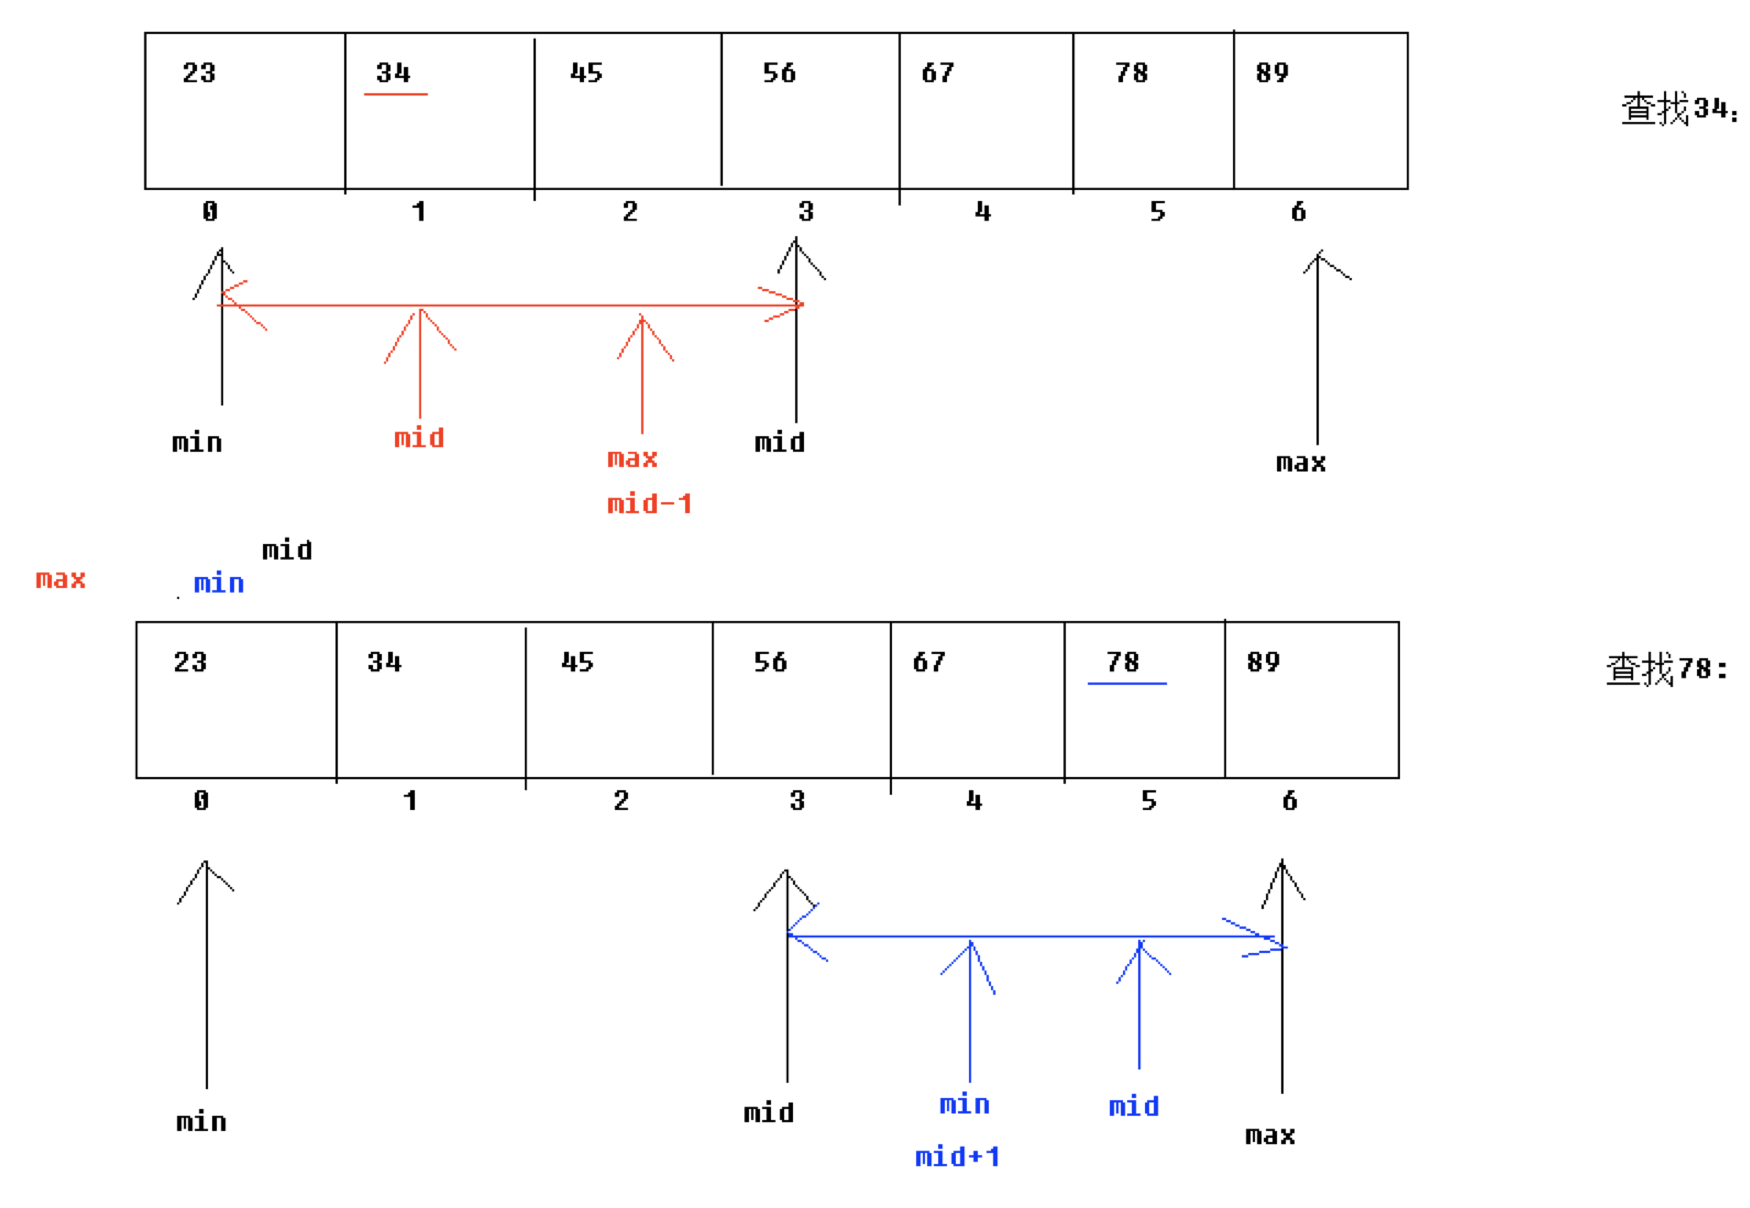 23 34 45 56 67 78 89
查找34:
0 1 2 3 4 5 6
min mid max mid max
mid-1
mid
max min
23 34 45 56 67 78 89
查找78:
0 1 2 3 4 5 6
min mid min mid max
mid+1